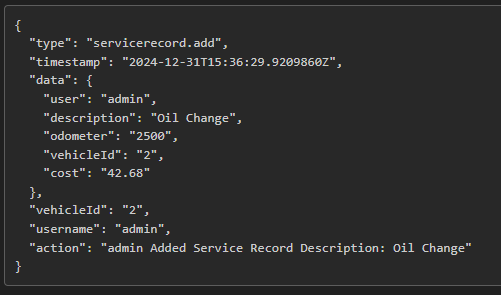 {
  "type": "servicerecord.add",
  "timestamp": "2024-12-31T15:36:29.9209860Z",
  "data": {
    "user": "admin",
    "description": "Oil Change",
    "odometer": "2500",
    "vehicleId": "2",
    "cost": "42.68"
  },
  "vehicleId": "2",
  "username": "admin",
  "action": "admin Added Service Record Description: Oil Change"
}